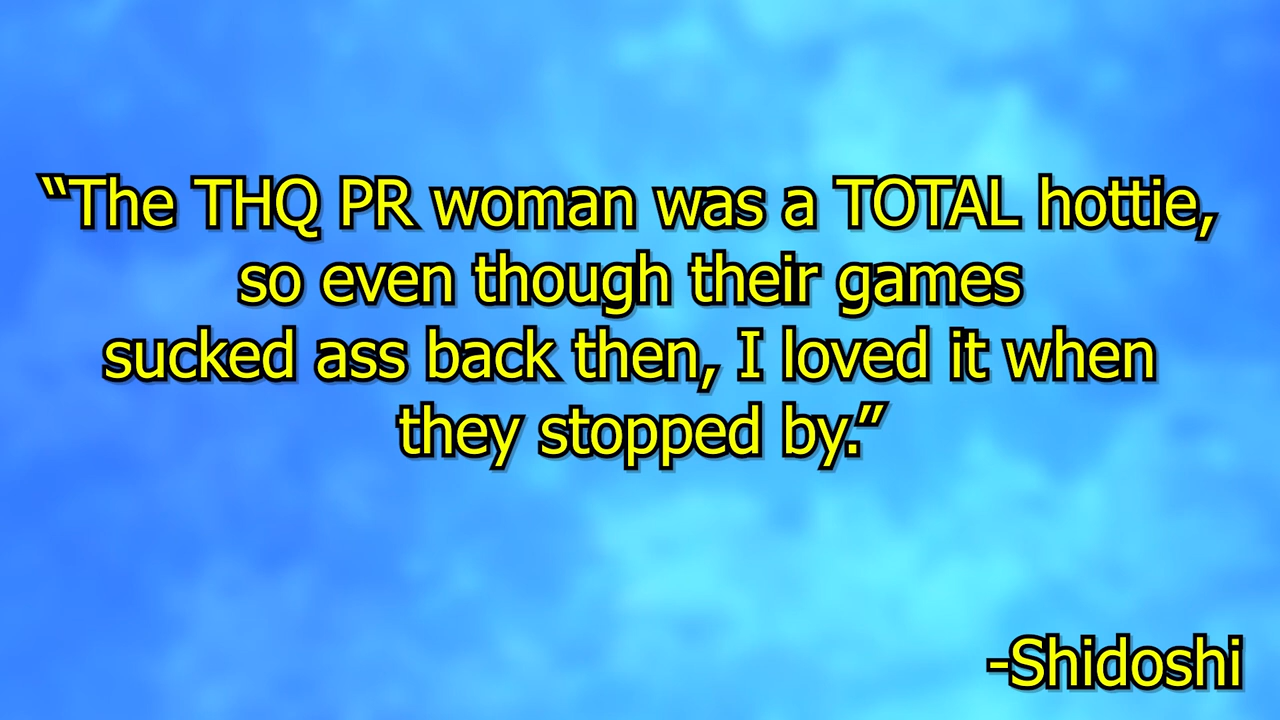 “The THQ PR woman was a TOTAL hottie,
so even though their games
sucked ass back then, I loved it when
they stopped by.”
-Shidoshi